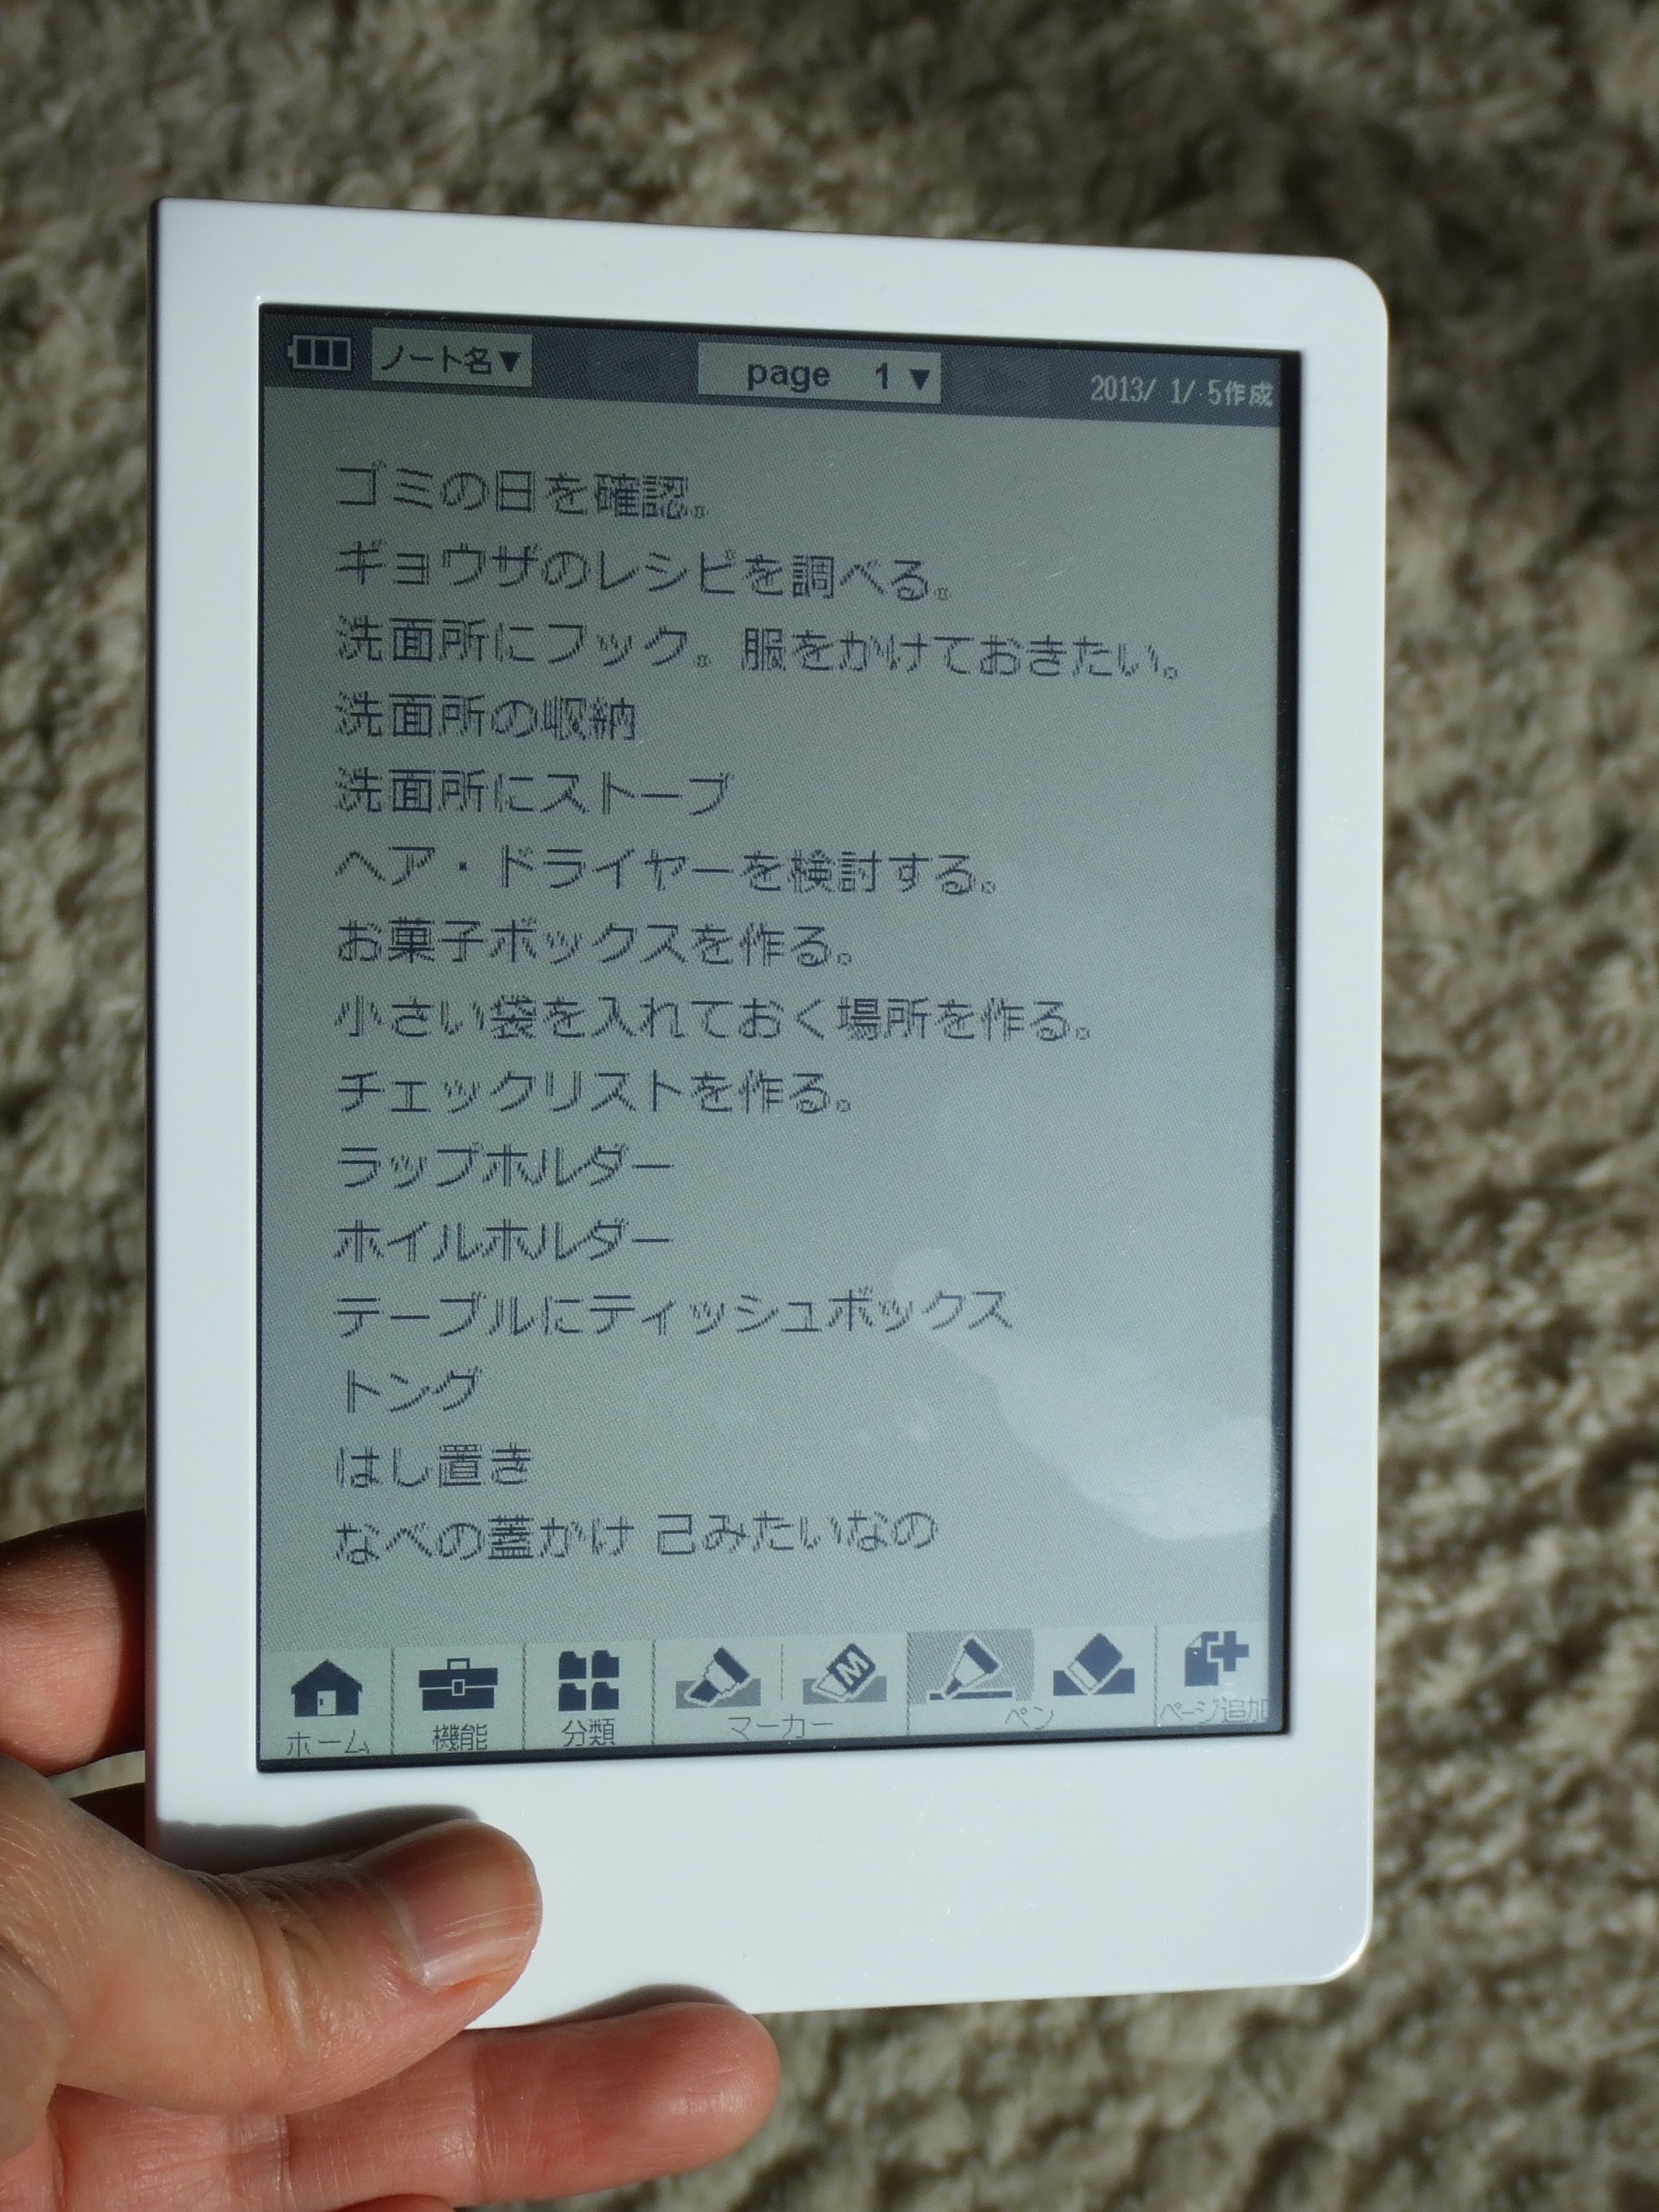 ノート名▼ page 1▼ 2013/ 1/ 5作成
ゴミの日を確認。
ギョウザのレシピを調べる。
洗面所にフック。服をかけておきたい。
洗面所の収納
洗面所にストーブ
ヘア・ドライヤーを検討する。
お菓子ボックスを作る。
小さい袋を入れておく場所を作る。
チェックリストを作る。
ラップホルダー
ホイルホルダー
テーブルにティッシュボックス
トング
はし置き
なべの蓋かけ 己みたいなの
M
ホーム 機能 分類 マーカー ペン ページ追加